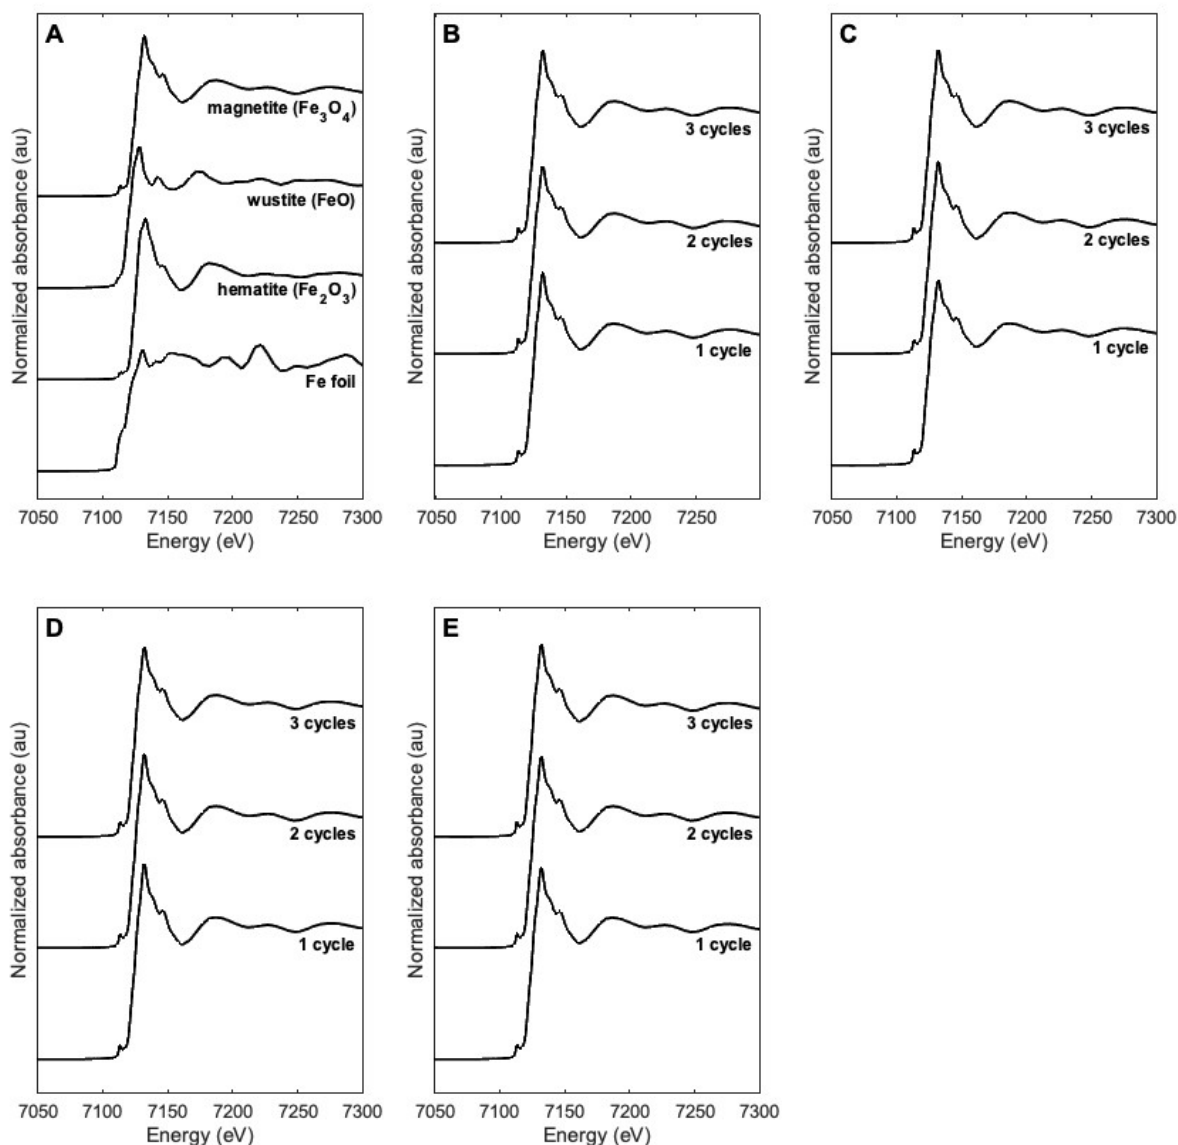 A
Normalized absorbance (au)
magnetite (Fe3O4)
wustite (FeO)
hematite (Fe2O3)
Fe foil
7050 7100 7150 7200 7250 7300
Energy (eV)
B
Normalized absorbance (au)
3 cycles
2 cycles
1 cycle
7050 7100 7150 7200 7250
Energy (eV)
C
Normalized absorbance (au)
3 cycles
2 cycles
1 cycle
7050 7100 7150 7200 7250 7300
Energy (eV)
D
Normalized absorbance (au)
3 cycles
2 cycles
1 cycle
7050 7100 7150 7200 7250 7300
Energy (eV)
E
Normalized absorbance (au)
3 cycles
2 cycles
1 cycle
7050 7100 7150 7200 7250 7300
Energy (eV)